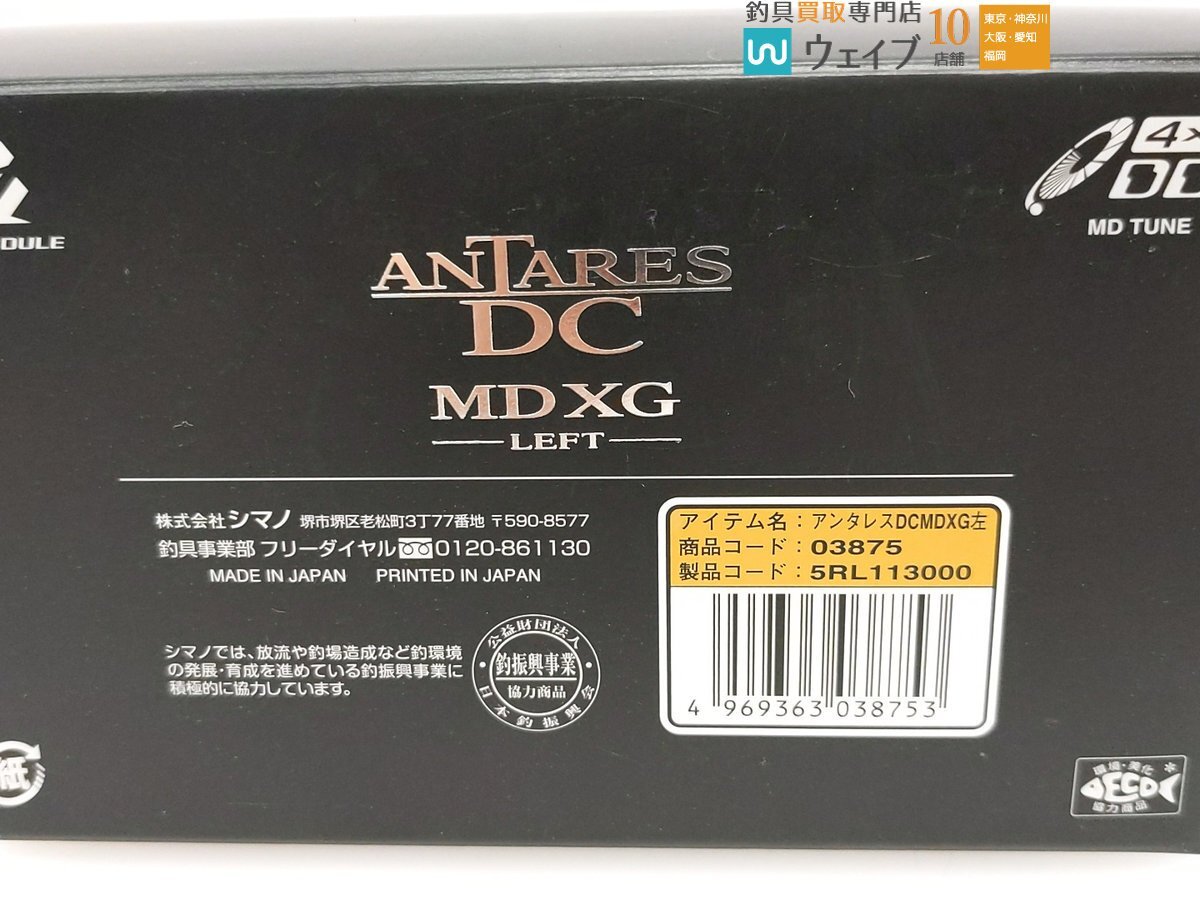 釣具買取専門店
ウェイブ
10
店舗
東京・神奈川
大阪・愛知
福岡
DULE
4×
DC
MD TUNE
ANTARES
DC
MD XG
LEFT
株式会社シマノ 堺市堺区老松町3丁77番地 〒590-8577
釣具事業部 フリーダイヤル 0120-861130
MADE IN JAPAN PRINTED IN JAPAN
アイテム名：アンタレスDCMDXG左
商品コード：03875
製品コード：5RL113000
4 969363 038753
シマノでは、放流や釣場造成など釣環境
の発展・育成を進めている釣振興事業に
積極的に協力しています。
公益財団法人
釣振興事業
協力商品
日本釣振興会
紙
環境・美化
ECO
協力商品